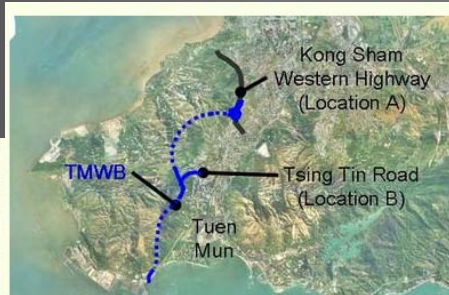 Kong Sham
Western Highway
(Location A)
TMWB
Tsing Tin Road
(Location B)
Tuen
Mun